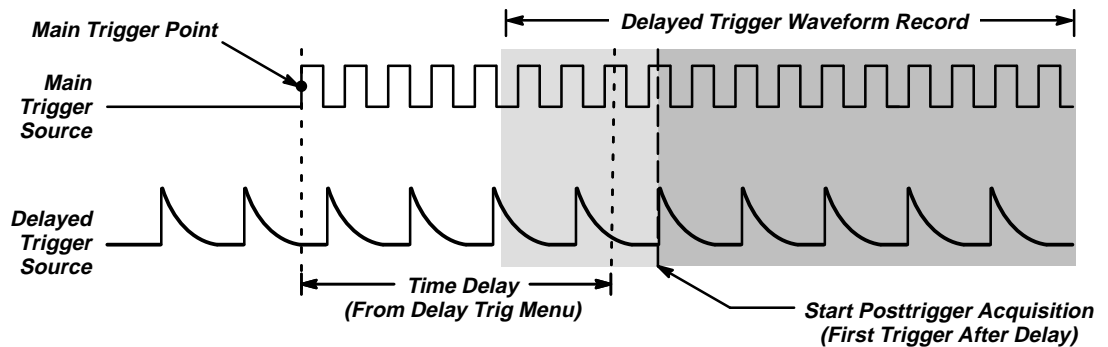 Delayed Trigger Waveform Record
Main Trigger Point
Main
Trigger
Source
Delayed
Trigger
Source
Time Delay
(From Delay Trig Menu)
Start Posttrigger Acquisition
(First Trigger After Delay)